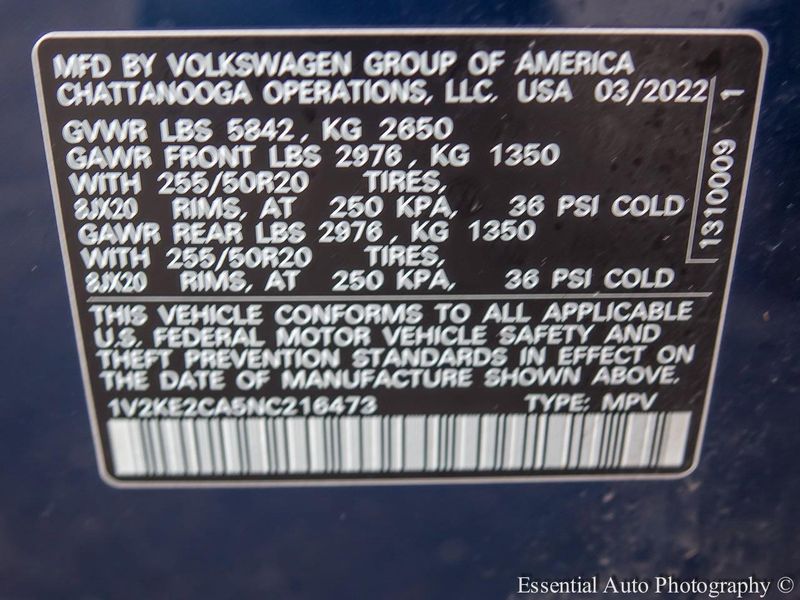 MFD BY VOLKSWAGEN GROUP OF AMERICA
CHATTANOOGA OPERATIONS, LLC. USA 03/2022
GVWR LBS 5842, KG 2650
GAWR FRONT LBS 2976, KG 1350
WITH 255/50R20 TIRES,
8JX20 RIMS, AT 250 KPA, 36 PSI COLD
GAWR REAR LBS 2976, KG 1350
WITH 255/50R20 TIRES,
8JX20 RIMS, AT 250 KPA, 36 PSI COLD
1310009 1
THIS VEHICLE CONFORMS TO ALL APPLICABLE
U.S. FEDERAL MOTOR VEHICLE SAFETY AND
THEFT PREVENTION STANDARDS IN EFFECT ON
THE DATE OF MANUFACTURE SHOWN ABOVE.
1V2KE2CA5NC216473 TYPE: MPV
Essential Auto Photography ©